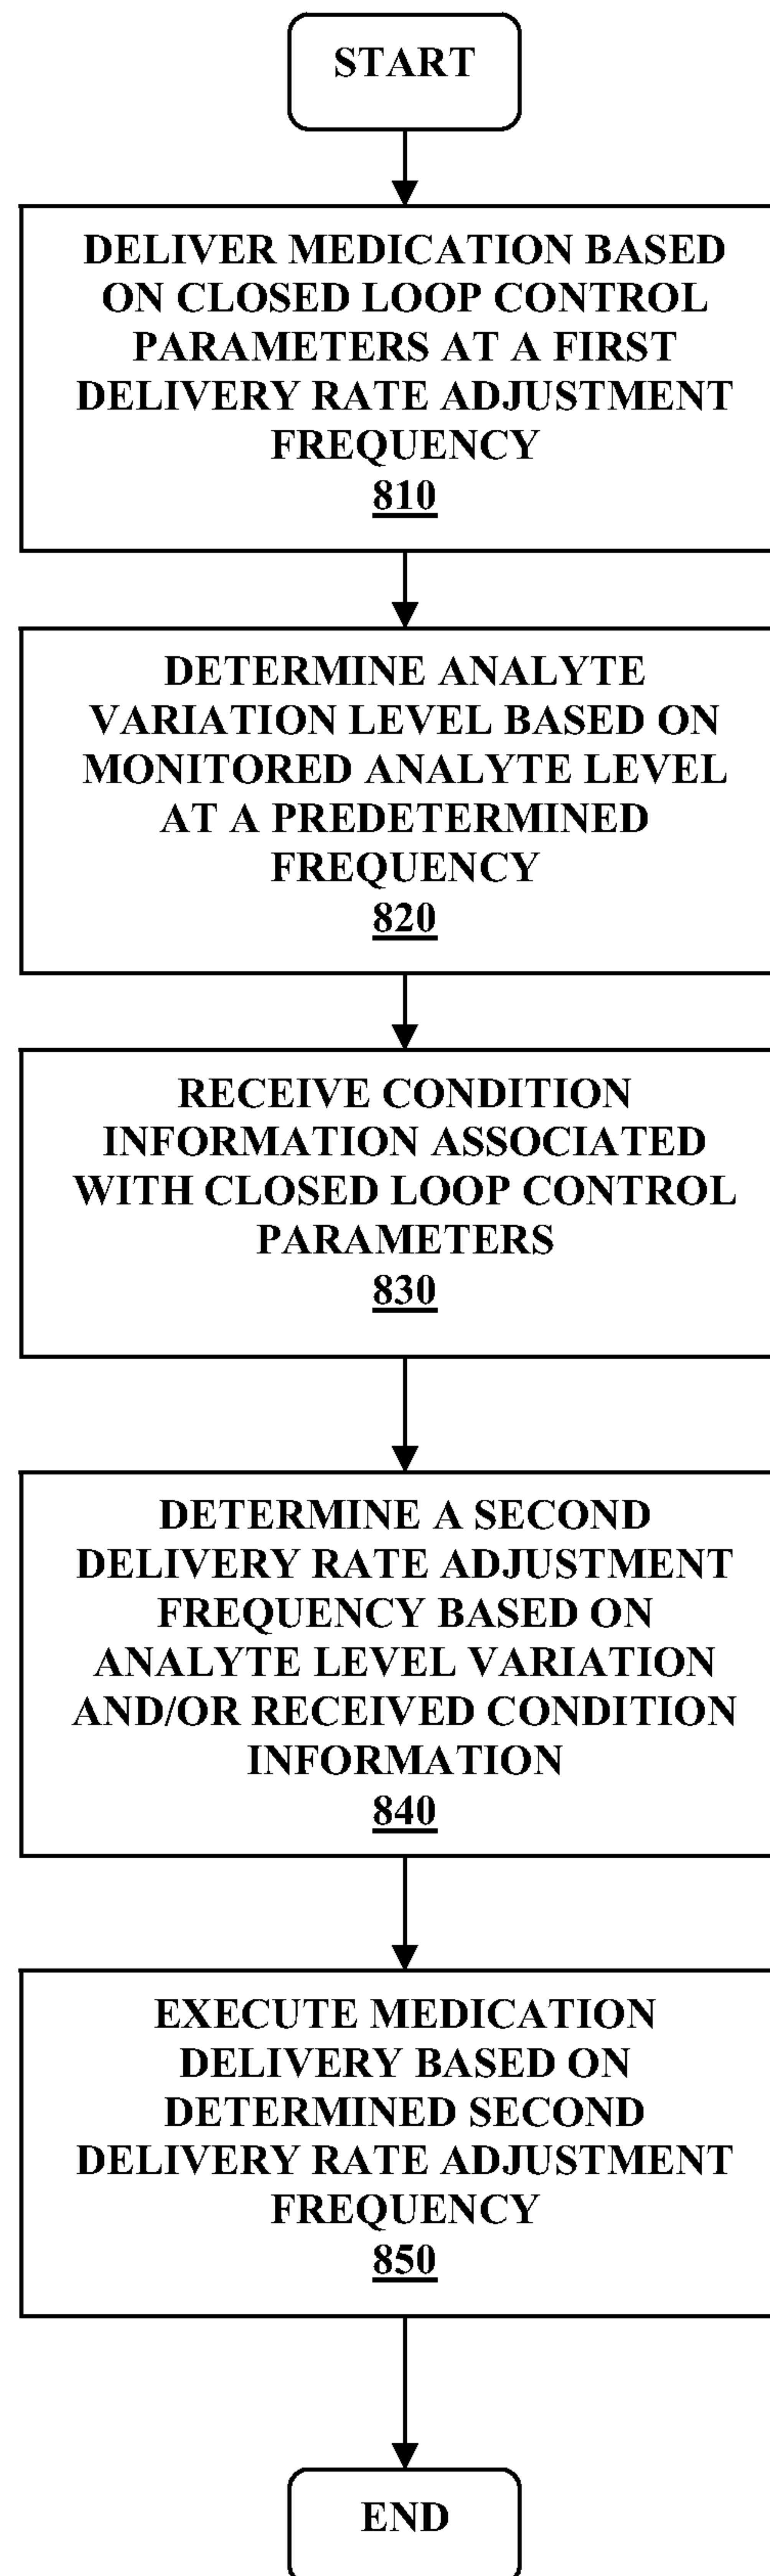 START
DELIVER MEDICATION BASED
ON CLOSED LOOP CONTROL
PARAMETERS AT A FIRST
DELIVERY RATE ADJUSTMENT
FREQUENCY
810
DETERMINE ANALYTE
VARIATION LEVEL BASED ON
MONITORED ANALYTE LEVEL
AT A PREDETERMINED
FREQUENCY
820
RECEIVE CONDITION
INFORMATION ASSOCIATED
WITH CLOSED LOOP CONTROL
PARAMETERS
830
DETERMINE A SECOND
DELIVERY RATE ADJUSTMENT
FREQUENCY BASED ON
ANALYTE LEVEL VARIATION
AND/OR RECEIVED CONDITION
INFORMATION
840
EXECUTE MEDICATION
DELIVERY BASED ON
DETERMINED SECOND
DELIVERY RATE ADJUSTMENT
FREQUENCY
850
END